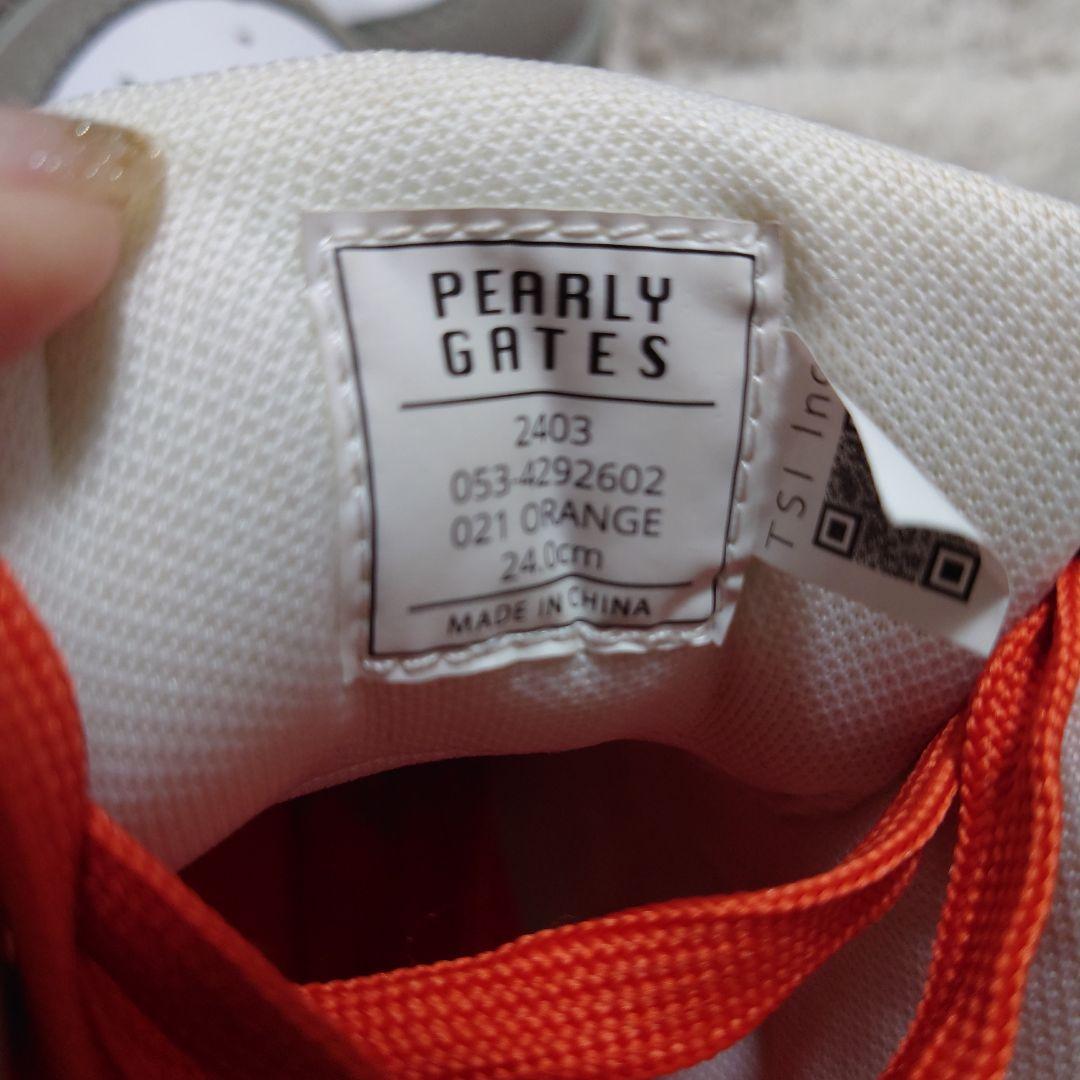 PEARLY
GATES
2403
053-4292602
021 ORANGE
24.0cm
MADE IN CHINA
TSI Inc